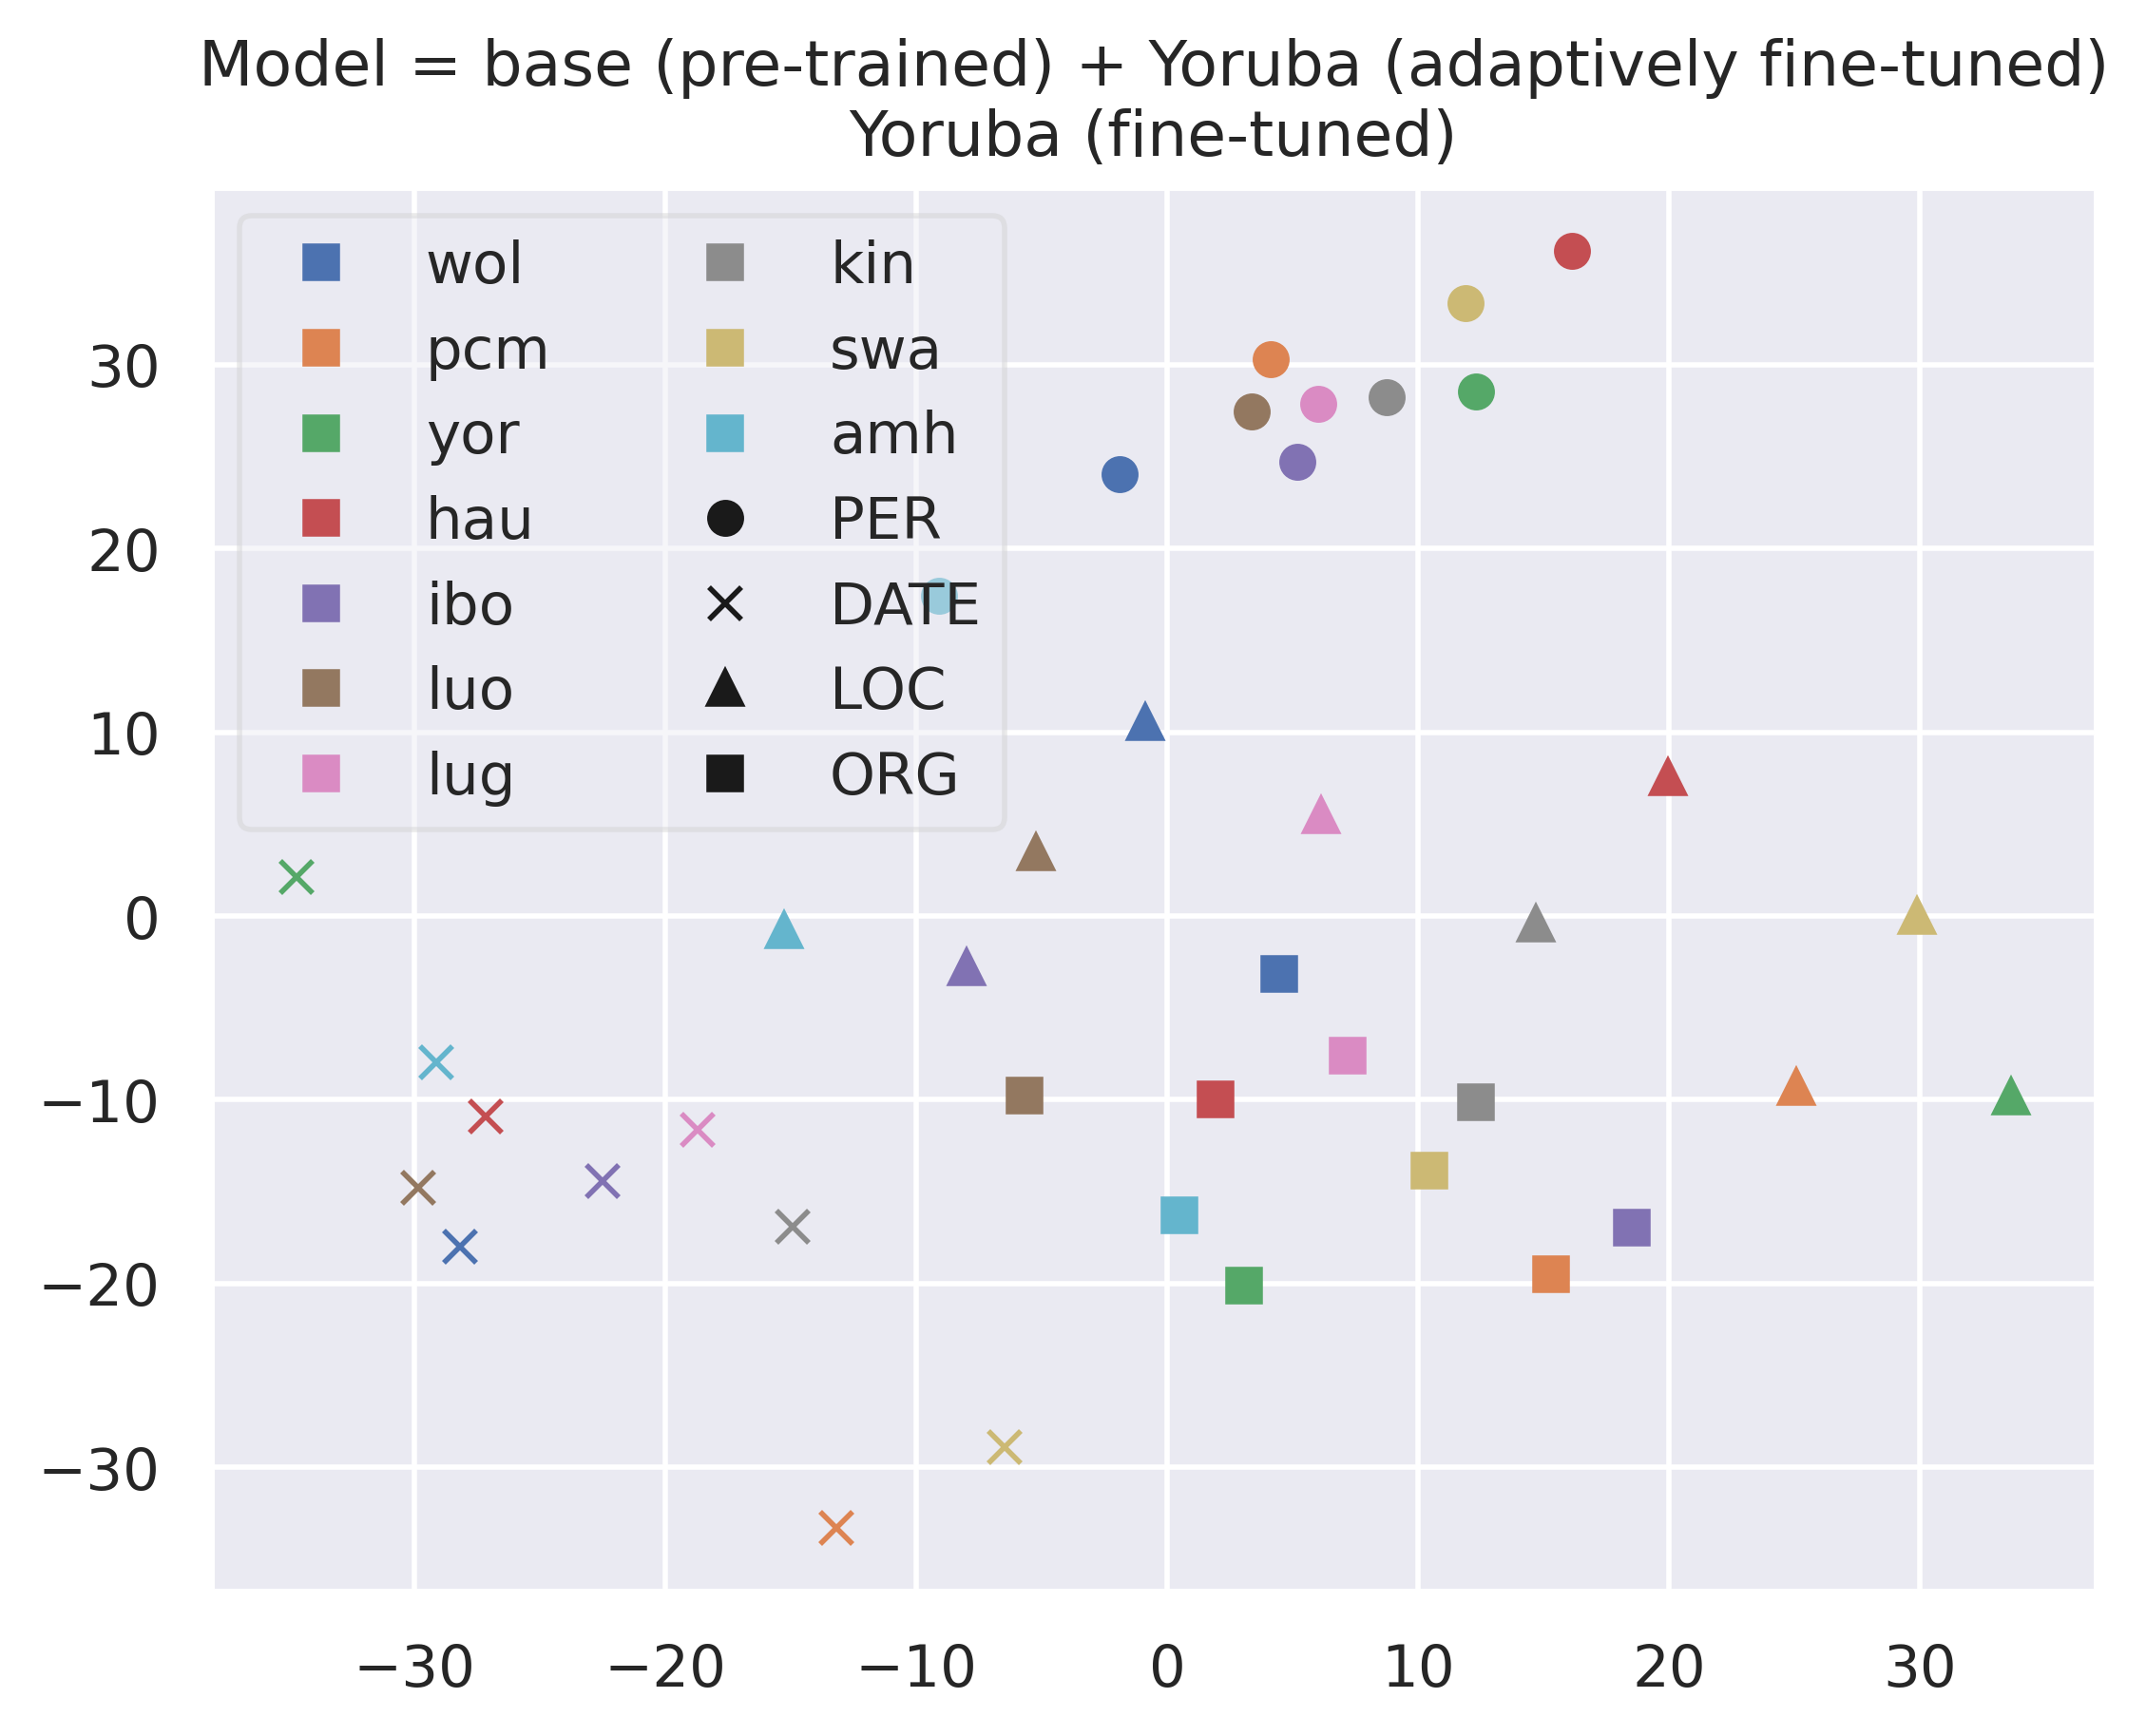 Model = base (pre-trained) + Yoruba (adaptively fine-tuned)
Yoruba (fine-tuned)
wol
pcm
yor
hau
ibo
luo
lug
kin
swa
amh
PER
DATE
LOC
ORG
30
20
10
0
−10
−20
−30
−30
−20
−10
0
10
20
30